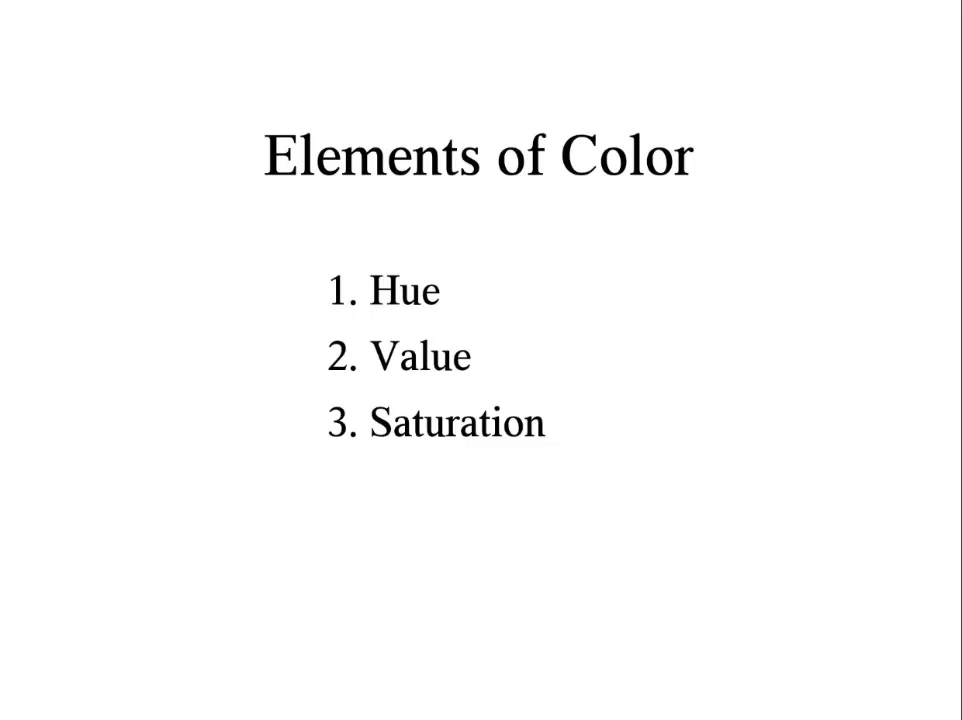 Elements of Color
1. Hue
2. Value
3. Saturation